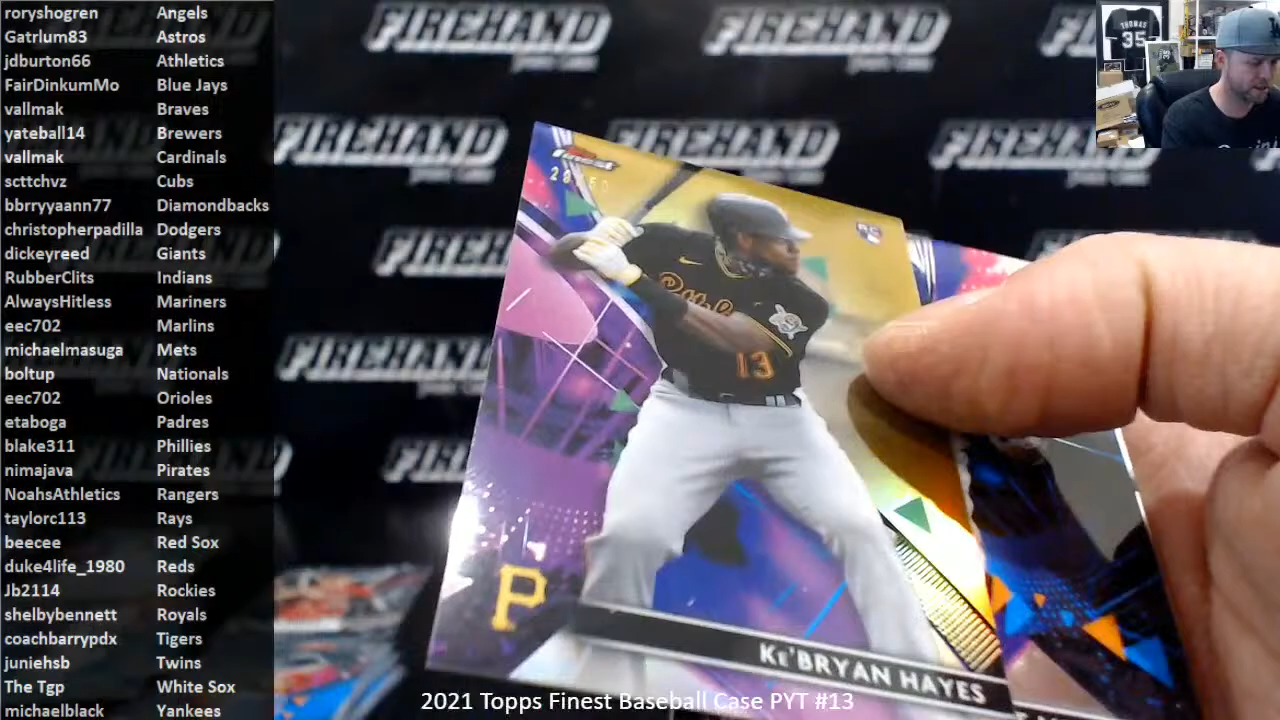 roryshogren Angels
Gatrlum83 Astros
jdburton66 Athletics
FairDinkumMo Blue Jays
vallmak Braves
yateball14 Brewers
vallmak Cardinals
scttchvz Cubs
bbrryyaann77 Diamondbacks
christopherpadilla Dodgers
dickeyreed Giants
RubberClits Indians
AlwaysHitless Mariners
eec702 Marlins
michaelmasuga Mets
boltup Nationals
eec702 Orioles
etaboga Padres
blake311 Phillies
nimajava Pirates
NoahsAthletics Rangers
taylorc113 Rays
beecee Red Sox
duke4life_1980 Reds
Jb2114 Rockies
shelbybennett Royals
coachbarrypdx Tigers
juniehsb Twins
The Tgp White Sox
michaelblack Yankees
FIREHAND FIREHAND
FIREHAND FIREHAND FIREHAND
FIREHAND
FIREHAND
FIREHAND
THOMAS
35
FINEST
13
P
KE'BRYAN HAYES
2021 Topps Finest Baseball Case PYT #13